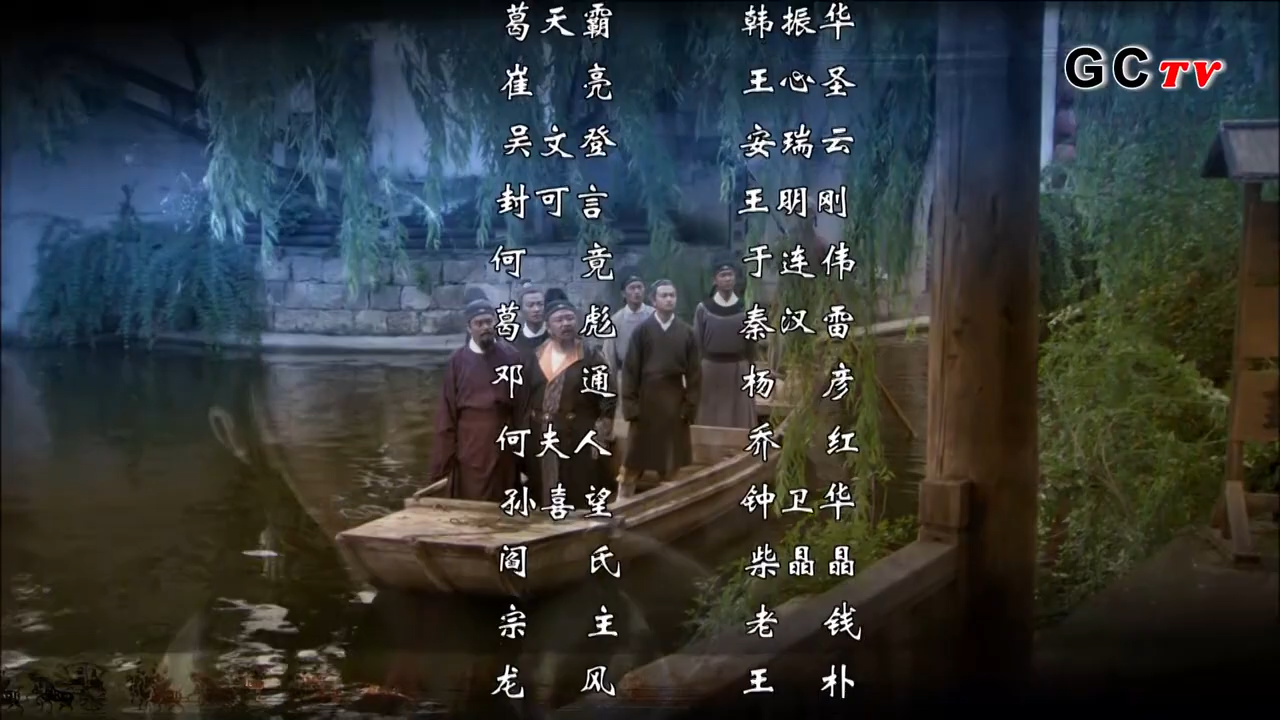 葛天霸 韩振华
GCTV
崔亮 王心圣
吴文登 安瑞云
封可言 王明刚
何竟 于连伟
葛彪 秦汉雷
邓通 杨彦
何夫人 乔红
孙喜望 钟卫华
阎氏 柴晶晶
宗主 老钱
龙风 王朴